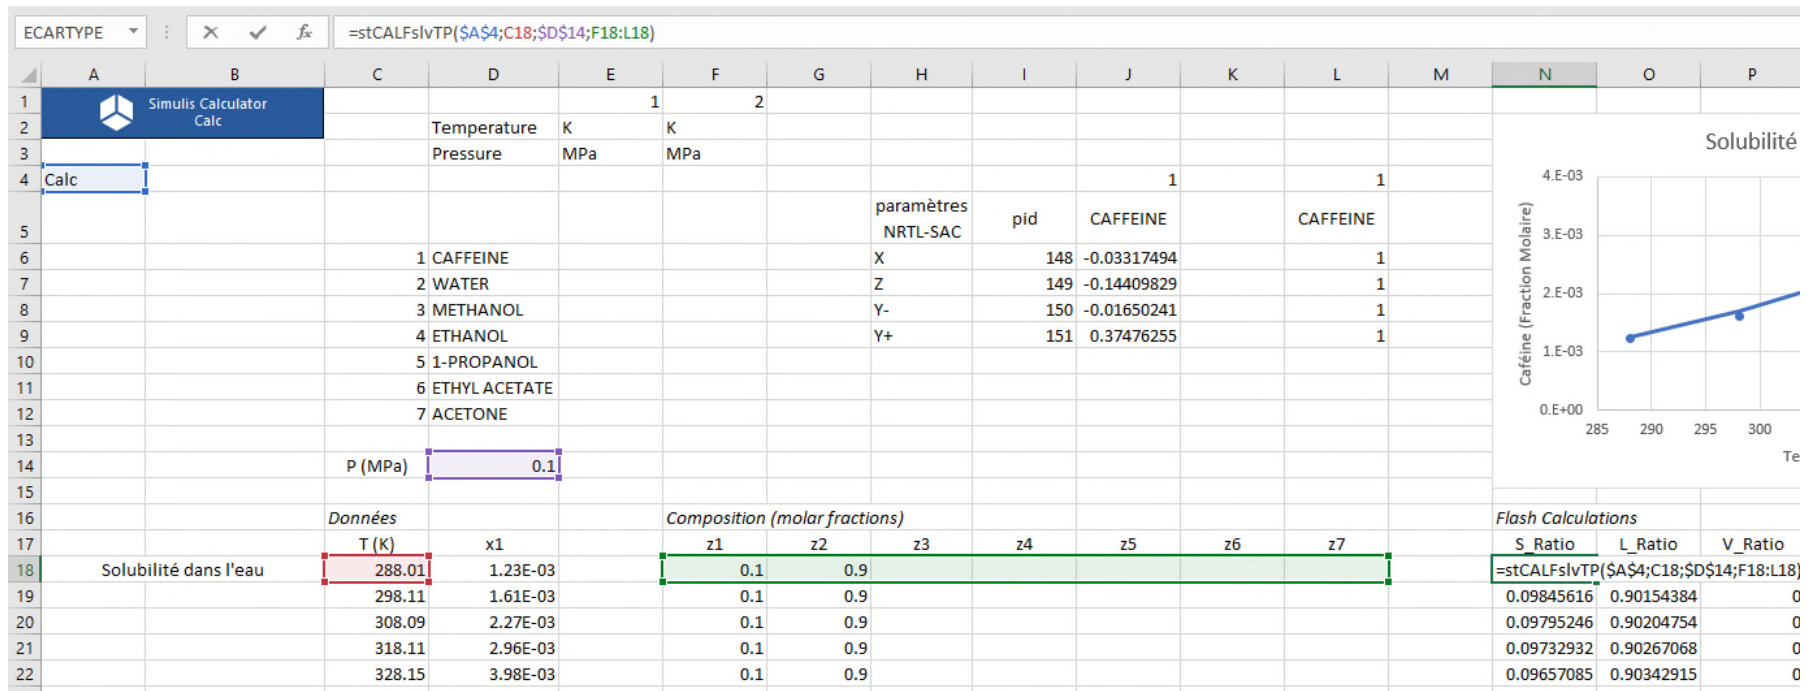 ECARTYPE fx =stCALFslvTP($A$4;C18;$D$14;F18:L18)
A B C D E F G H I J K L M N O P
1 Simulis Calculator 1 2
Calc
2 Temperature K K
3 Pressure MPa MPa
Solubilité
4 Calc 1 1
5 paramètres NRTL-SAC pid CAFFEINE CAFFEINE
6 1 CAFFEINE X 148 -0.03317494 1
7 2 WATER Z 149 -0.14409829 1
8 3 METHANOL Y- 150 -0.01650241 1
9 4 ETHANOL Y+ 151 0.37476255 1
10 5 1-PROPANOL
11 6 ETHYL ACETATE
12 7 ACETONE
13
14 P (MPa) 0.1
15
4.E-03
3.E-03
2.E-03
1.E-03
0.E+00
Caféine (Fraction Molaire)
285 290 295 300
Te
16 Données Composition (molar fractions) Flash Calculations
17 T (K) x1 z1 z2 z3 z4 z5 z6 z7 S_Ratio L_Ratio V_Ratio
18 Solubilité dans l'eau 288.01 1.23E-03 0.1 0.9 =stCALFslvTP($A$4;C18;$D$14;F18:L18)
19 298.11 1.61E-03 0.1 0.9 0.09845616 0.90154384 0
20 308.09 2.27E-03 0.1 0.9 0.09795246 0.90204754 0
21 318.11 2.96E-03 0.1 0.9 0.09732932 0.90267068 0
22 328.15 3.98E-03 0.1 0.9 0.09657085 0.90342915 0